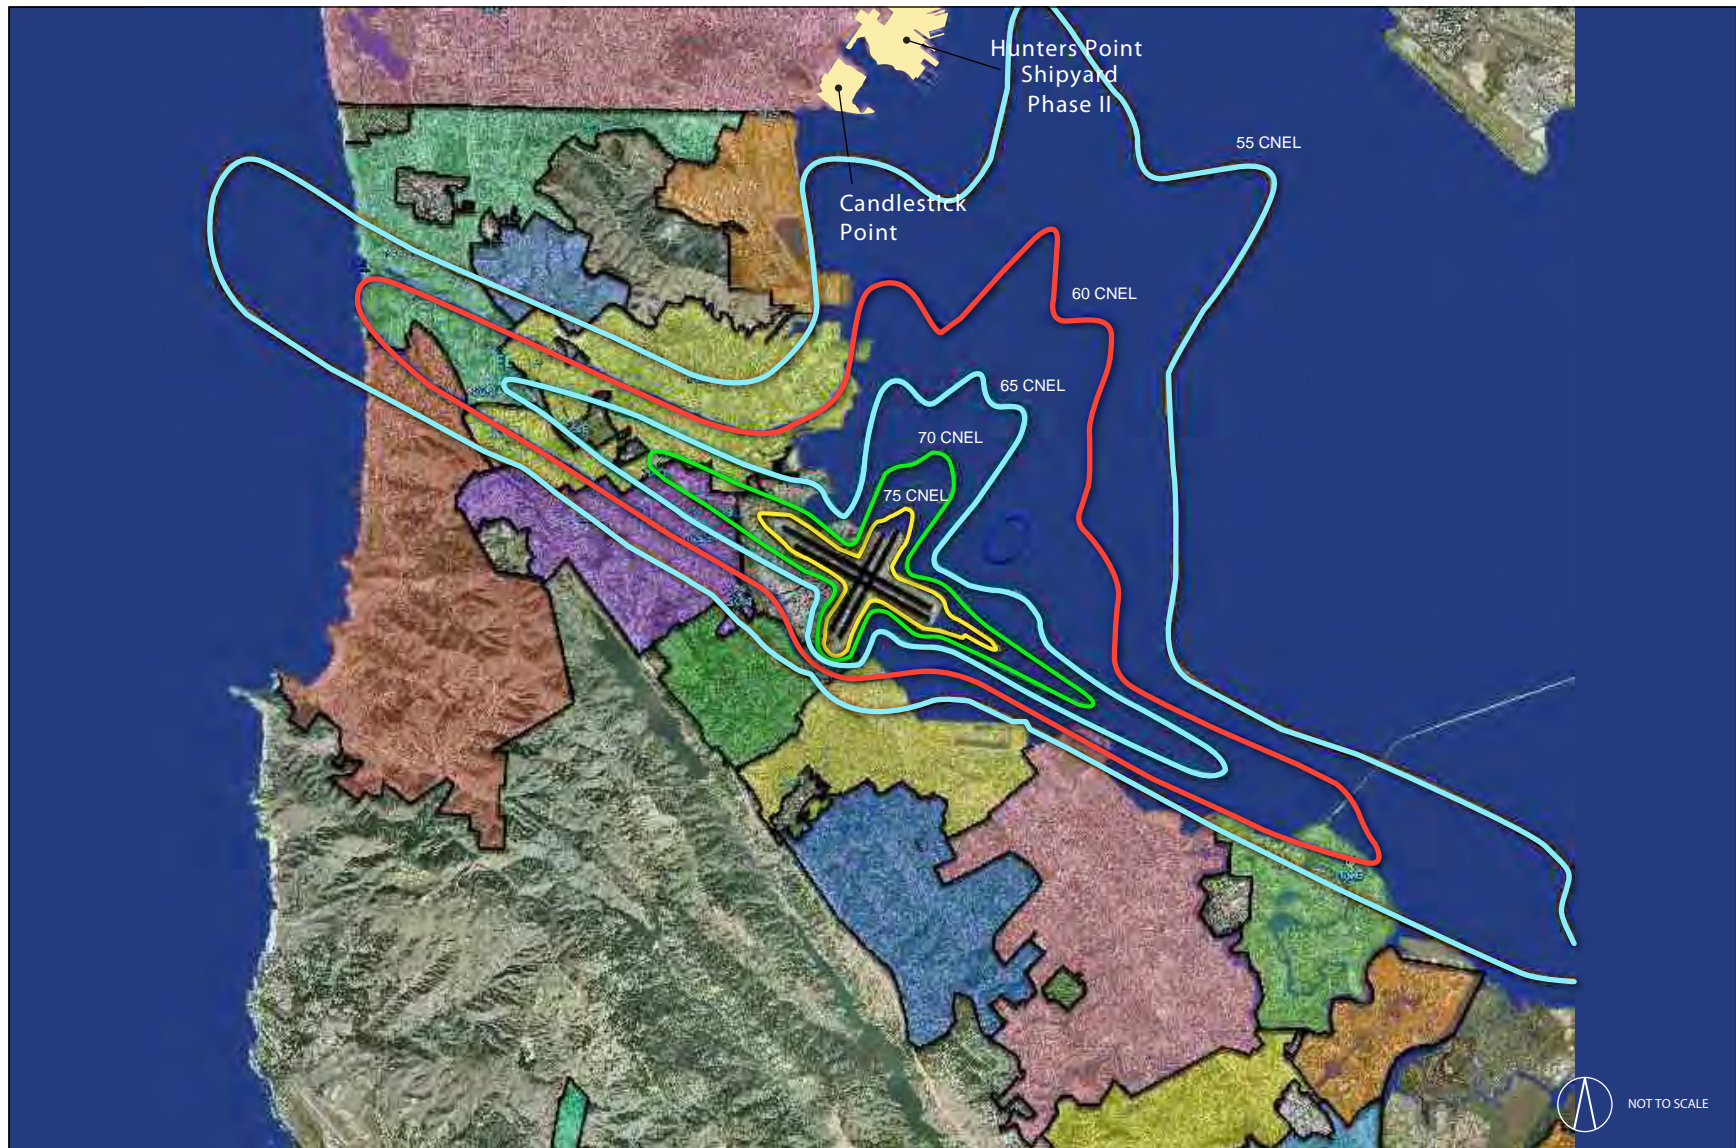 Hunters Point
Shipyard
Phase II
55 CNEL
Candlestick
Point
60 CNEL
65 CNEL
70 CNEL
75 CNEL
NOT TO SCALE